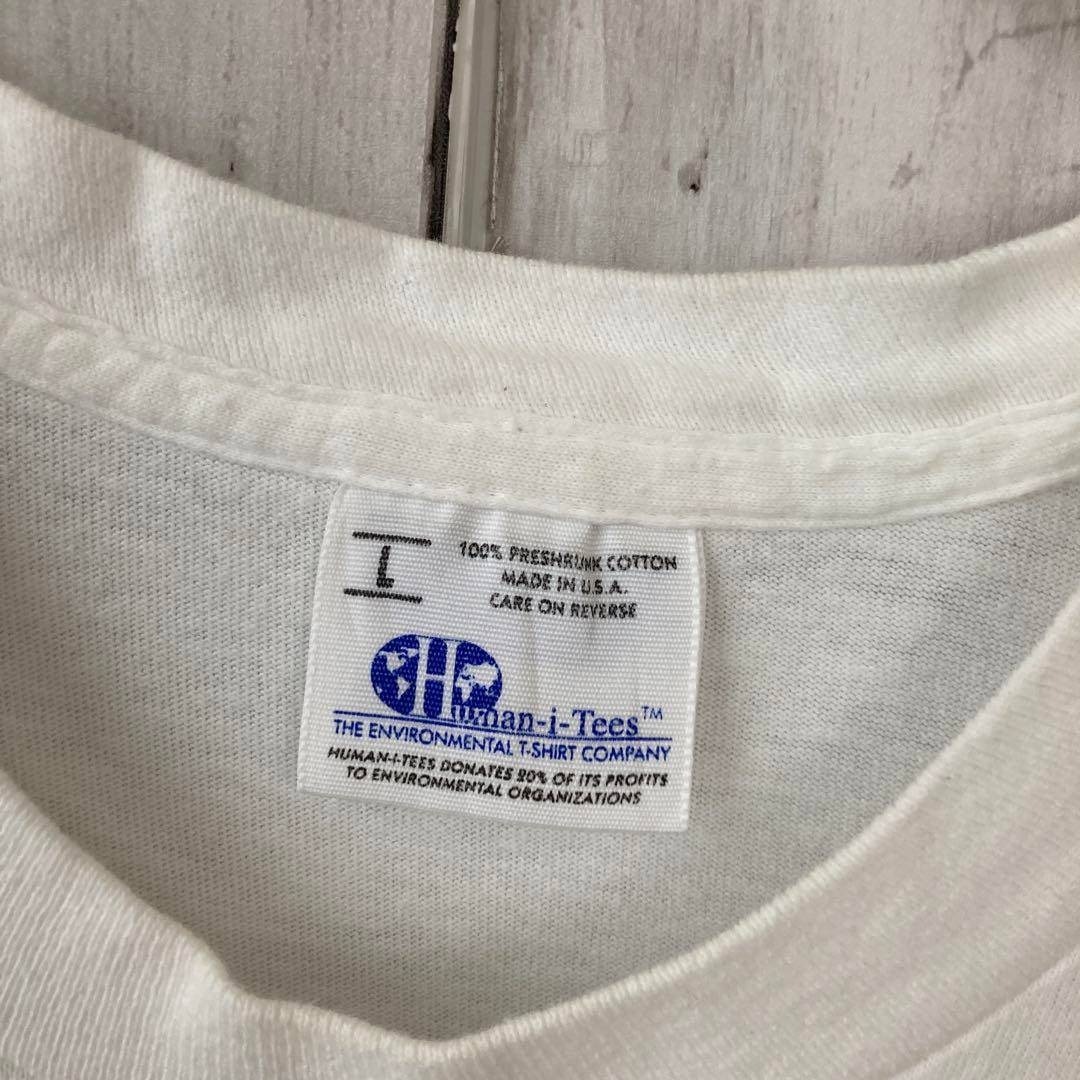 L
100% PRESHRUNK COTTON
MADE IN U.S.A.
CARE ON REVERSE
Human-i-Tees™
THE ENVIRONMENTAL T-SHIRT COMPANY
HUMAN-I-TEES DONATES 20% OF ITS PROFITS
TO ENVIRONMENTAL ORGANIZATIONS